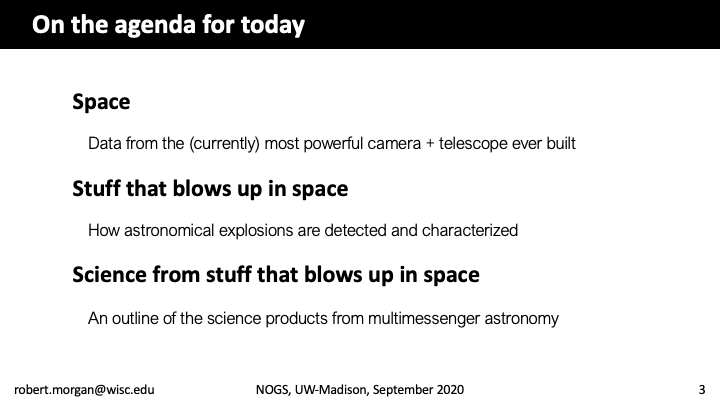 On the agenda for today
Space
Data from the (currently) most powerful camera + telescope ever built
Stuff that blows up in space
How astronomical explosions are detected and characterized
Science from stuff that blows up in space
An outline of the science products from multimessenger astronomy
robert.morgan@wisc.edu
NOGS, UW-Madison, September 2020
3